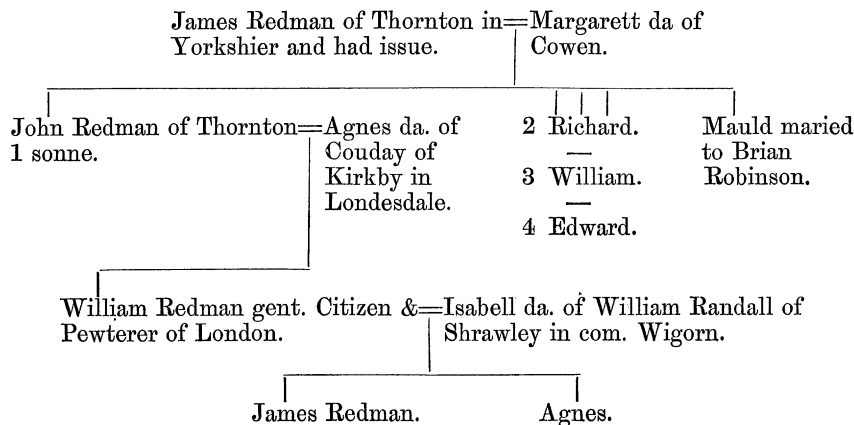 James Redman of Thornton in=Margarett da of
Yorkshier and had issue. Cowen.
John Redman of Thornton=Agnes da. of
1 sonne. Couday of
Kirkby in
Londesdale.
2 Richard.
—
3 William.
—
4 Edward.
Mauld maried
to Brian
Robinson.
William Redman gent. Citizen &=Isabell da. of William Randall of
Pewterer of London. Shrawley in com. Wigorn.
James Redman. Agnes.